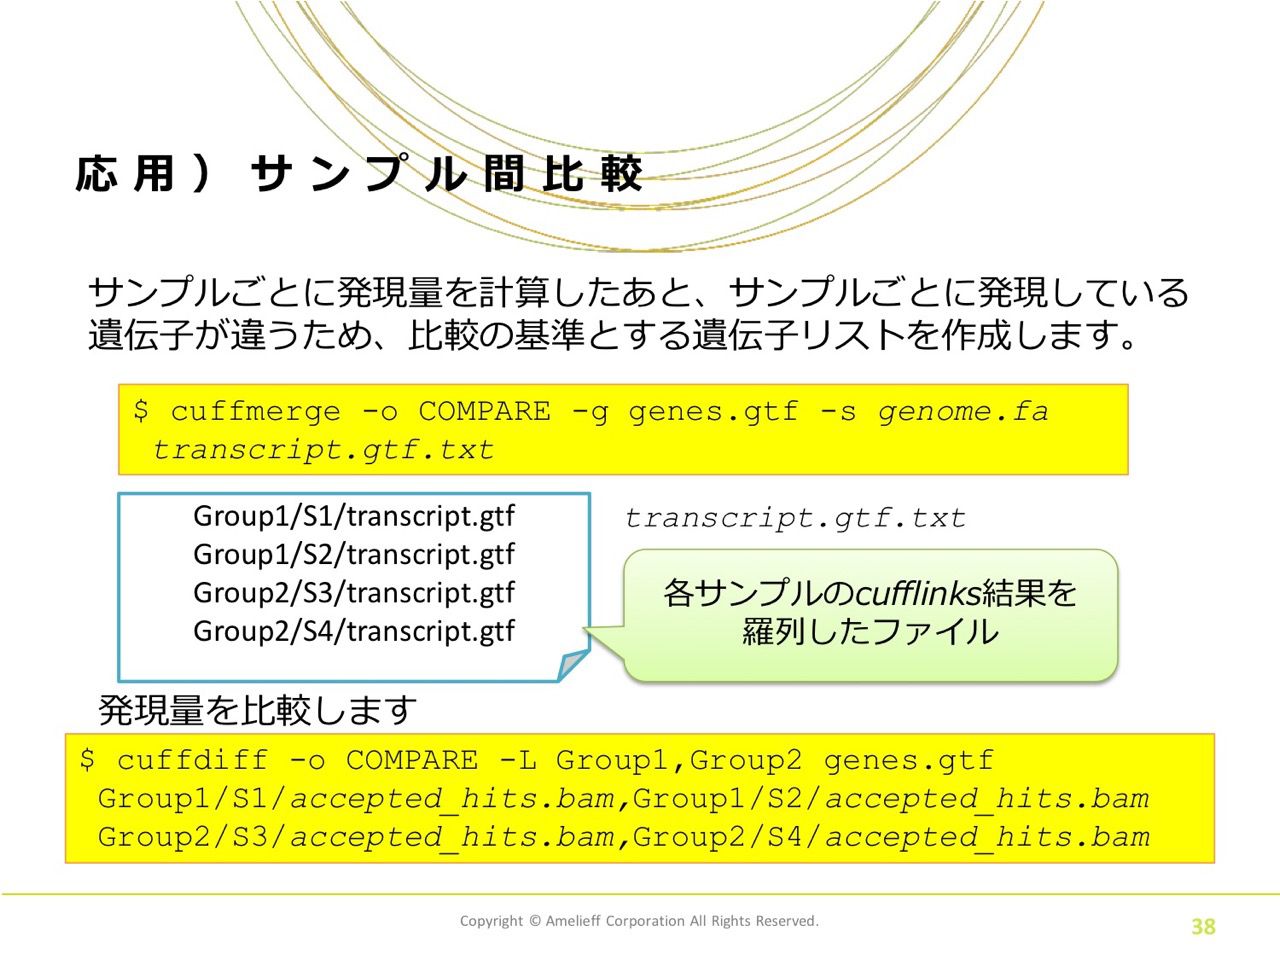 応用）サンプル間比較
サンプルごとに発現量を計算したあと、サンプルごとに発現している
遺伝子が違うため、比較の基準とする遺伝子リストを作成します。
$ cuffmerge -o COMPARE -g genes.gtf -s genome.fa
transcript.gtf.txt
Group1/S1/transcript.gtf
Group1/S2/transcript.gtf
Group2/S3/transcript.gtf
Group2/S4/transcript.gtf
transcript.gtf.txt
各サンプルのcufflinks結果を
羅列したファイル
発現量を比較します
$ cuffdiff -o COMPARE -L Group1,Group2 genes.gtf
Group1/S1/accepted_hits.bam,Group1/S2/accepted_hits.bam
Group2/S3/accepted_hits.bam,Group2/S4/accepted_hits.bam
Copyright © Amelieff Corporation All Rights Reserved.
38